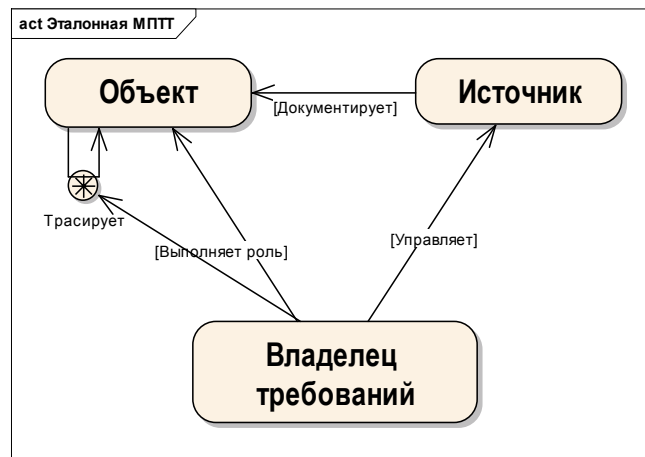 act Эталонная МПТТ
Объект
Источник
[Документирует]
Трасирует
[Выполняет роль]
[Управляет]
Владелец
требований